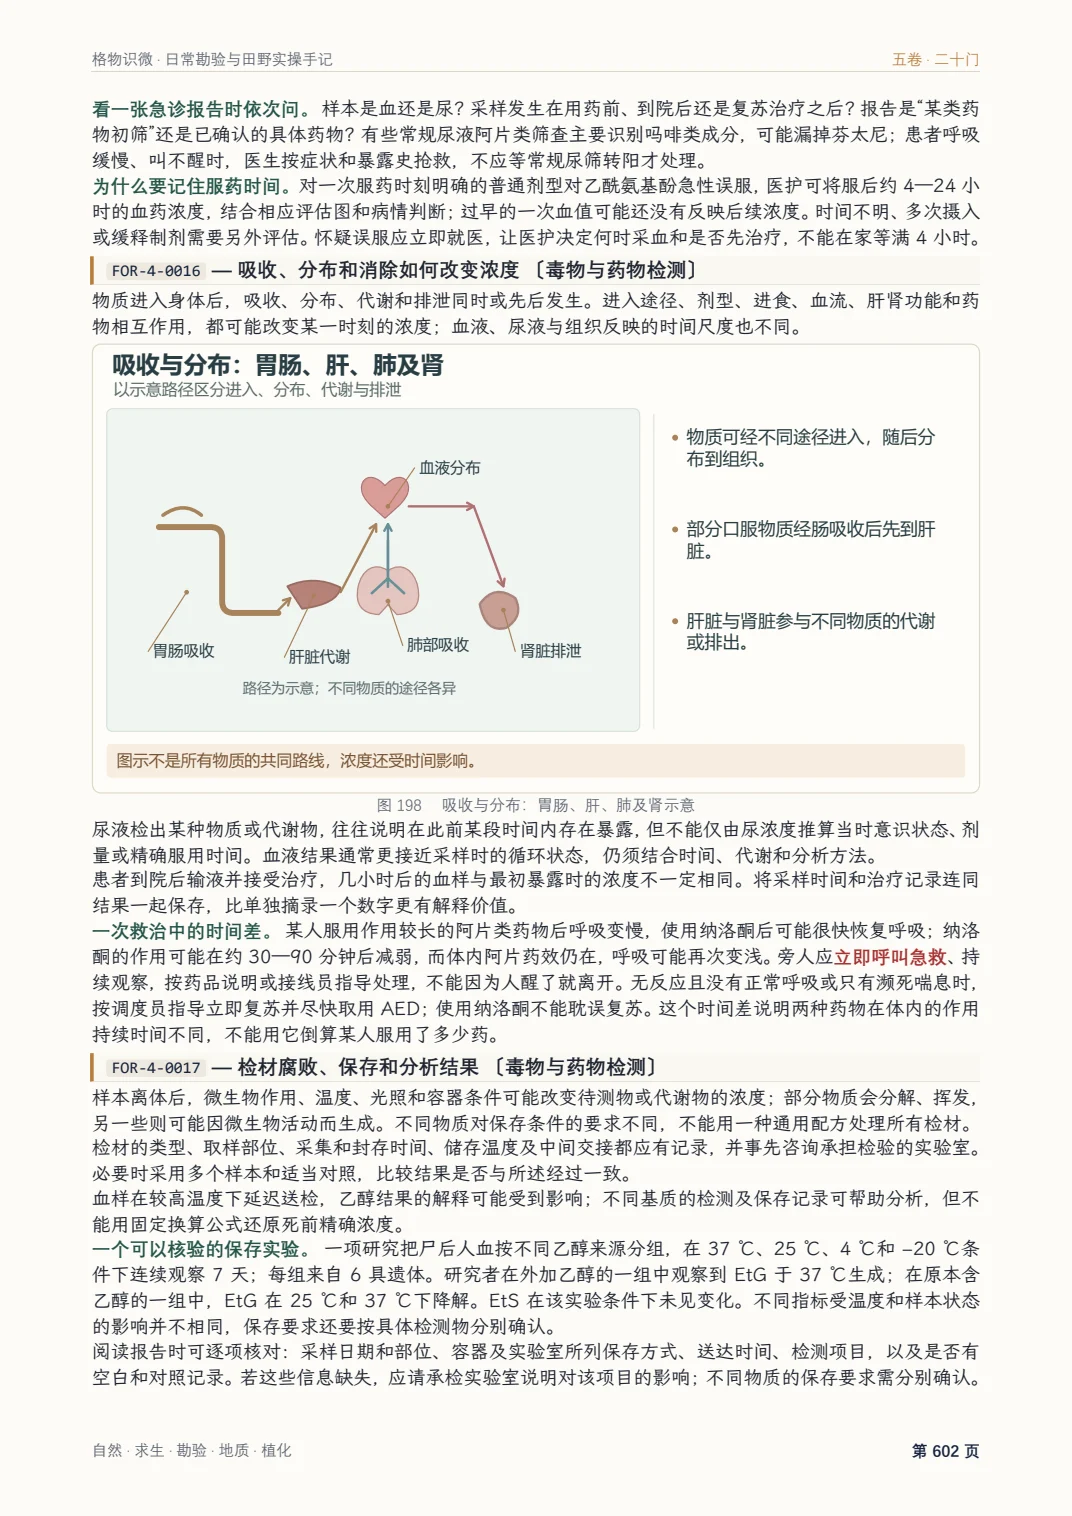 格物识微 · 日常勘验与田野实操手记
五卷 · 二十门
看一张急诊报告时依次问。 样本是血还是尿？采样发生在用药前、到院后还是复苏治疗之后？报告是“某类药
物初筛”还是已确认的具体药物？有些常规尿液阿片类筛查主要识别吗啡类成分，可能漏掉芬太尼；患者呼吸
缓慢、叫不醒时，医生按症状和暴露史抢救，不应等常规尿筛转阳才处理。
为什么要记住服药时间。对一次服药时刻明确的普通剂型对乙酰氨基酚急性误服，医护可将服后约 4—24 小
时的血药浓度，结合相应评估图和病情判断；过早的一次血值可能还没有反映后续浓度。时间不明、多次摄入
或缓释制剂需要另外评估。怀疑误服应立即就医，让医护决定何时采血和是否先治疗，不能在家等满 4 小时。
FOR-4-0016 — 吸收、分布和消除如何改变浓度 〔毒物与药物检测〕
物质进入身体后，吸收、分布、代谢和排泄同时或先后发生。进入途径、剂型、进食、血流、肝肾功能和药
物相互作用，都可能改变某一时刻的浓度；血液、尿液与组织反映的时间尺度也不同。
吸收与分布：胃肠、肝、肺及肾
以示意路径区分进入、分布、代谢与排泄
血液分布
胃肠吸收
肝脏代谢
肺部吸收
肾脏排泄
路径为示意；不同物质的途径各异
• 物质可经不同途径进入，随后分
布到组织。
• 部分口服物质经肠吸收后先到肝
脏。
• 肝脏与肾脏参与不同物质的代谢
或排出。
图示不是所有物质的共同路线，浓度还受时间影响。
图 198 吸收与分布：胃肠、肝、肺及肾示意
尿液检出某种物质或代谢物，往往说明在此前某段时间内存在暴露，但不能仅由尿浓度推算当时意识状态、剂
量或精确服用时间。血液结果通常更接近采样时的循环状态，仍须结合时间、代谢和分析方法。
患者到院后输液并接受治疗，几小时后的血样与最初暴露时的浓度不一定相同。将采样时间和治疗记录连同
结果一起保存，比单独摘录一个数字更有解释价值。
一次救治中的时间差。 某人服用作用较长的阿片类药物后呼吸变慢，使用纳洛酮后可能很快恢复呼吸；纳洛
酮的作用可能在约 30—90 分钟后减弱，而体内阿片药效仍在，呼吸可能再次变浅。旁人应立即呼叫急救、持
续观察，按药品说明或接线员指导处理，不能因为人醒了就离开。无反应且没有正常呼吸或只有濒死喘息时，
按调度员指导立即复苏并尽快取用 AED；使用纳洛酮不能耽误复苏。这个时间差说明两种药物在体内的作用
持续时间不同，不能用它倒算某人服用了多少药。
FOR-4-0017 — 检材腐败、保存和分析结果 〔毒物与药物检测〕
样本离体后，微生物作用、温度、光照和容器条件可能改变待测物或代谢物的浓度；部分物质会分解、挥发，
另一些则可能因微生物活动而生成。不同物质对保存条件的要求不同，不能用一种通用配方处理所有检材。
检材的类型、取样部位、采集和封存时间、储存温度及中间交接都应有记录，并事先咨询承担检验的实验室。
必要时采用多个样本和适当对照，比较结果是否与所述经过一致。
血样在较高温度下延迟送检，乙醇结果的解释可能受到影响；不同基质的检测及保存记录可帮助分析，但不
能用固定换算公式还原死前精确浓度。
一个可以核验的保存实验。 一项研究把尸后人血按不同乙醇来源分组，在 37 ℃、25 ℃、4 ℃和 −20 ℃条
件下连续观察 7 天；每组来自 6 具遗体。研究者在外加乙醇的一组中观察到 EtG 于 37 ℃生成；在原本含
乙醇的一组中，EtG 在 25 ℃和 37 ℃下降解。EtS 在该实验条件下未见变化。不同指标受温度和样本状态
的影响并不相同，保存要求还要按具体检测物分别确认。
阅读报告时可逐项核对：采样日期和部位、容器及实验室所列保存方式、送达时间、检测项目，以及是否有
空白和对照记录。若这些信息缺失，应请承检实验室说明对该项目的影响；不同物质的保存要求需分别确认。
自然 · 求生 · 勘验 · 地质 · 植化
第 602 页